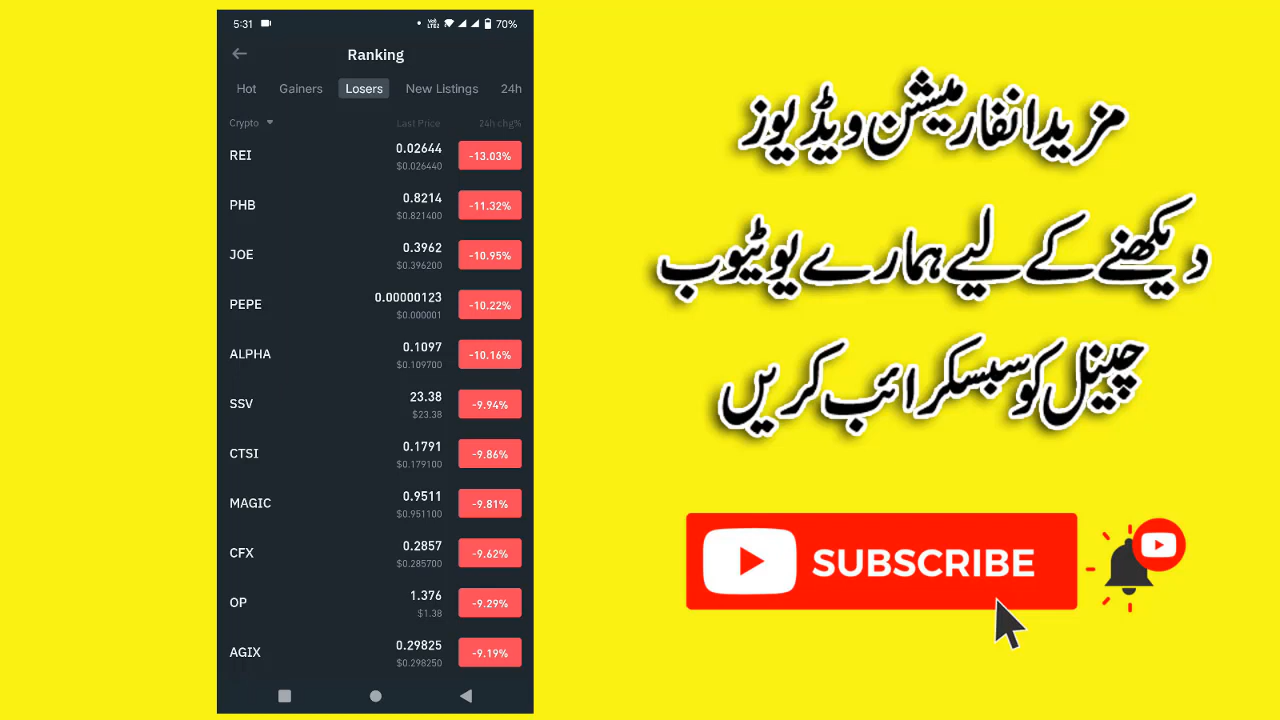 5:31
Vo) LTE2
70%
Ranking
Hot Gainers Losers New Listings 24h
Crypto Last Price 24h chg%
REI 0.02644 -13.03%
$0.026440
PHB 0.8214 -11.32%
$0.821400
JOE 0.3962 -10.95%
$0.396200
PEPE 0.00000123 -10.22%
$0.000001
ALPHA 0.1097 -10.16%
$0.109700
SSV 23.38 -9.94%
$23.38
CTSI 0.1791 -9.86%
$0.179100
MAGIC 0.9511 -9.81%
$0.951100
CFX 0.2857 -9.62%
$0.285700
OP 1.376 -9.29%
$1.38
AGIX 0.29825 -9.19%
$0.298250
مزید انفارمیشن ویڈیوز
دیکھنے کے لیے ہمارے یوٹیوب
چینل کو سبسکرائب کریں
SUBSCRIBE